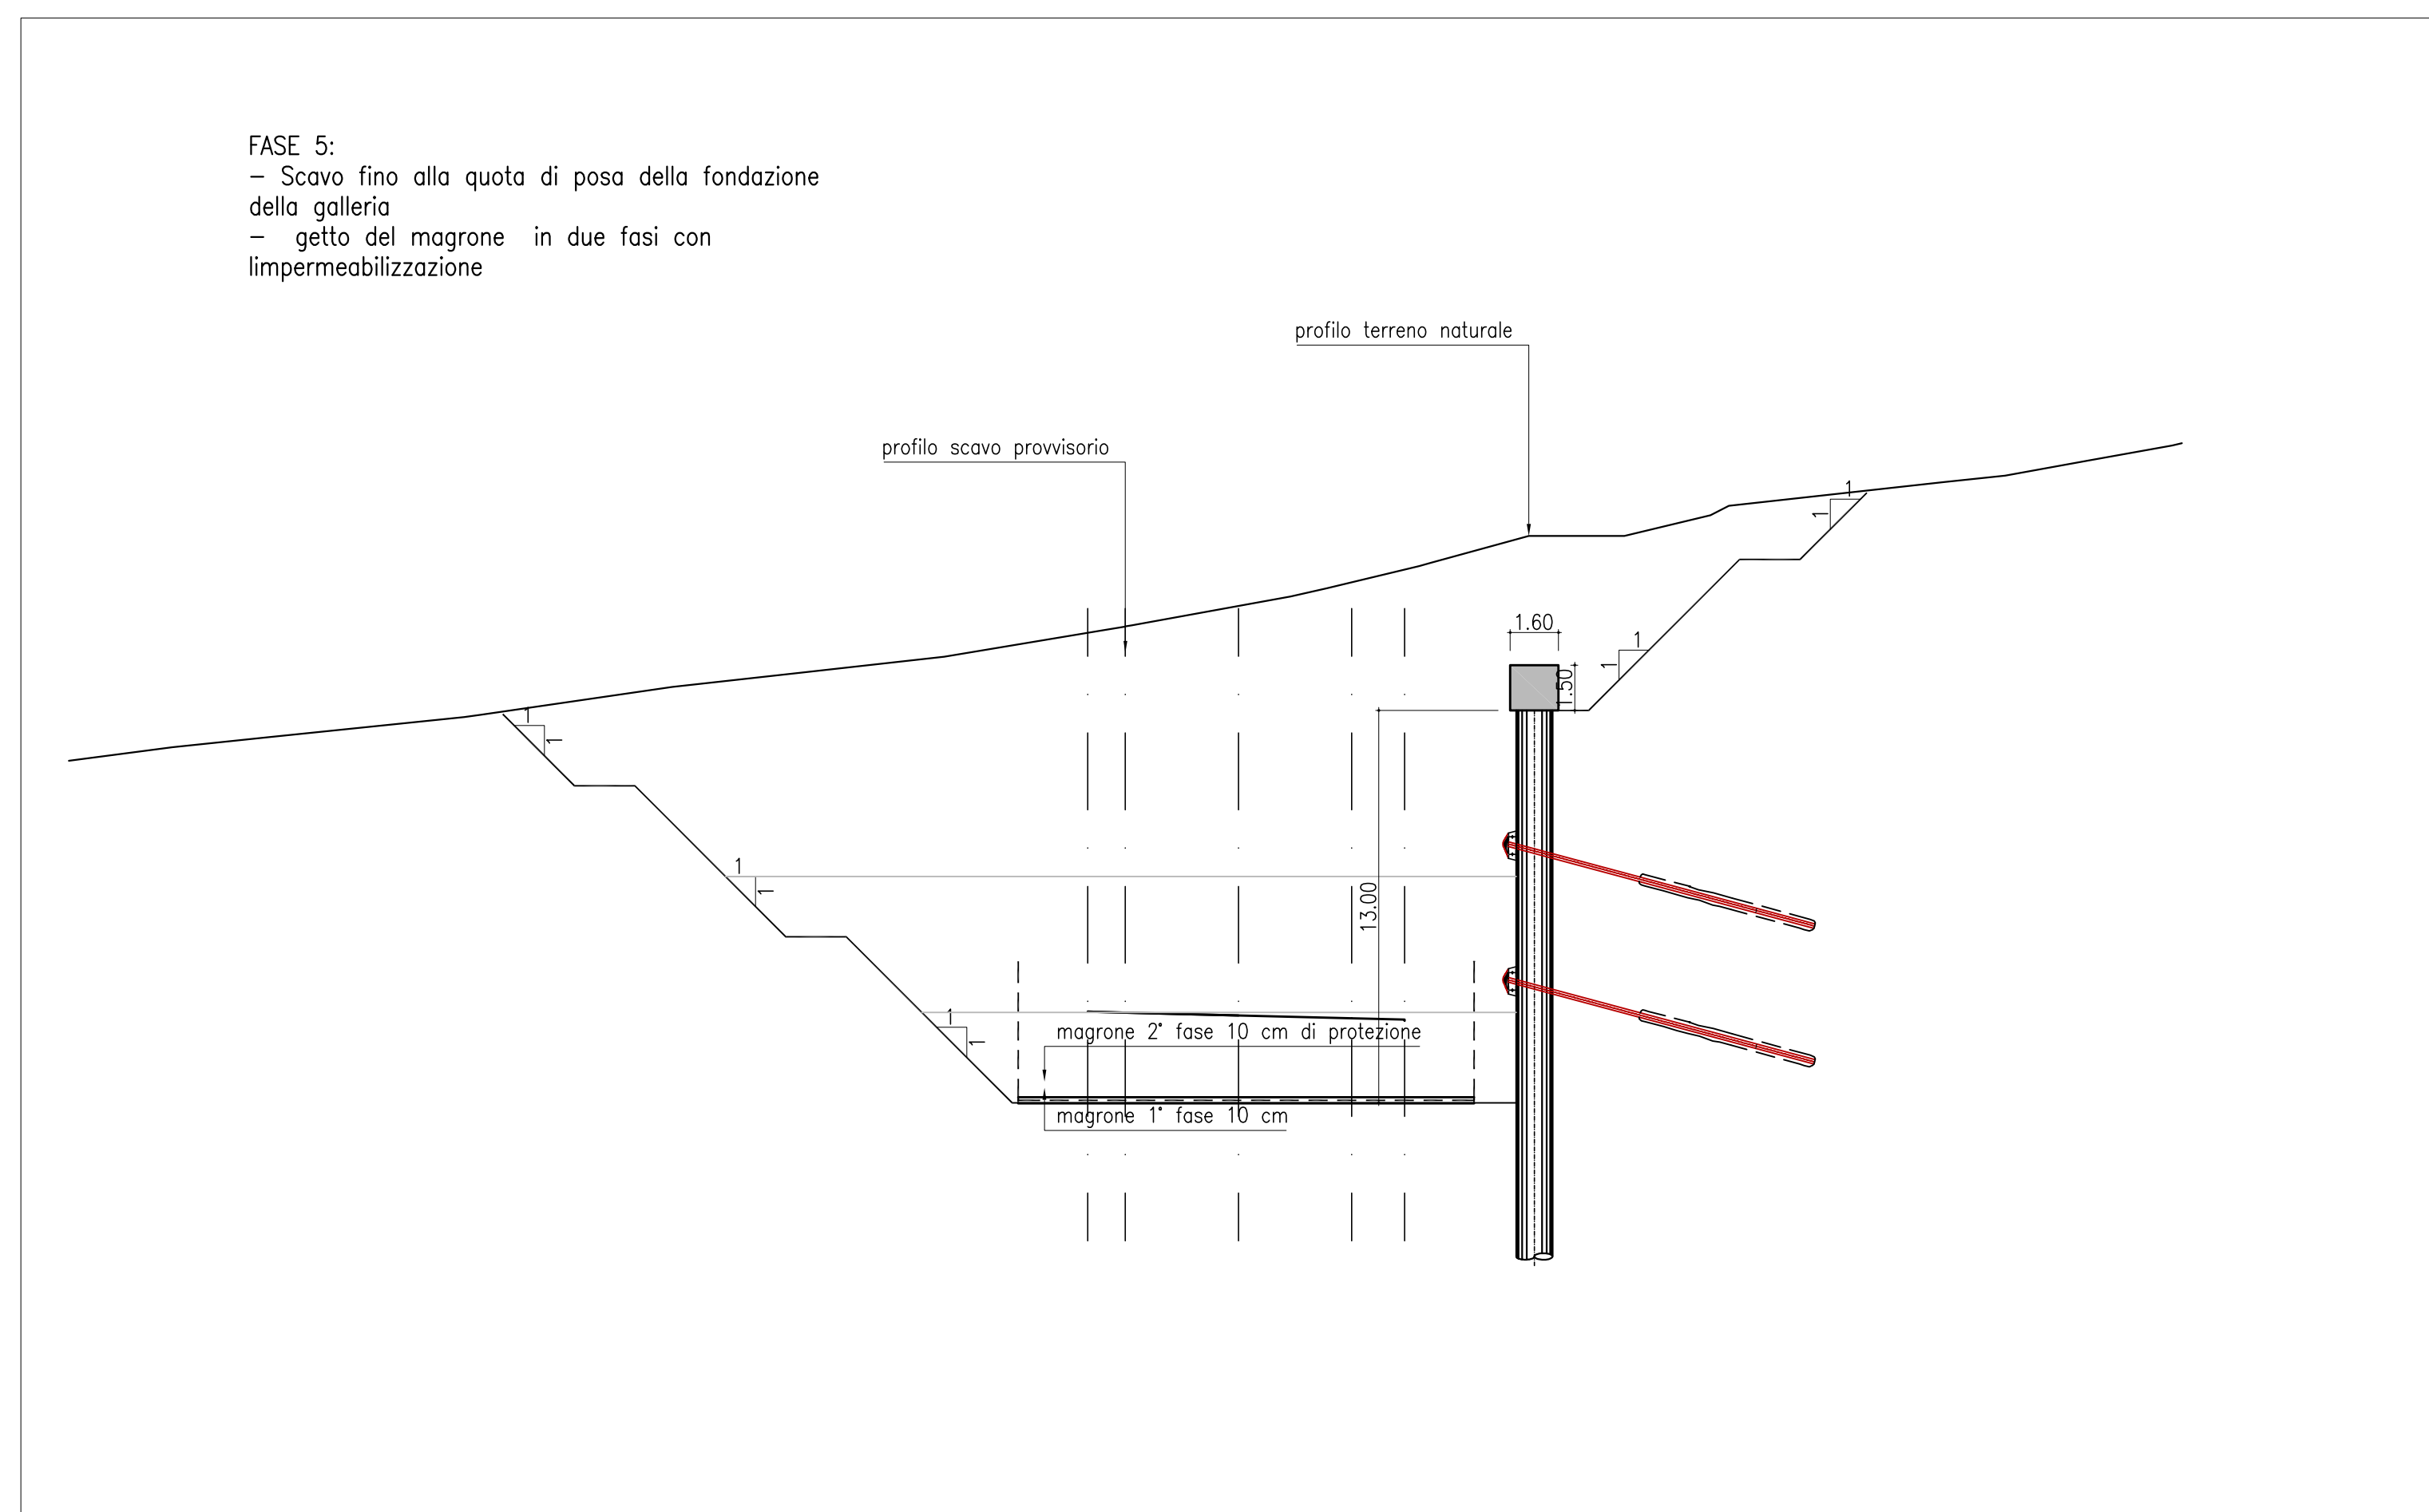 FASE 5:
- Scavo fino alla quota di posa della fondazione
della galleria
-  getto del magrone  in due fasi con
limpermeabilizzazione
profilo terreno naturale
profilo scavo provvisorio
1
1
1.60
1
1
1.50
1
1
1
1
13.00
1
1
magrone 2° fase 10 cm di protezione
magrone 1° fase 10 cm